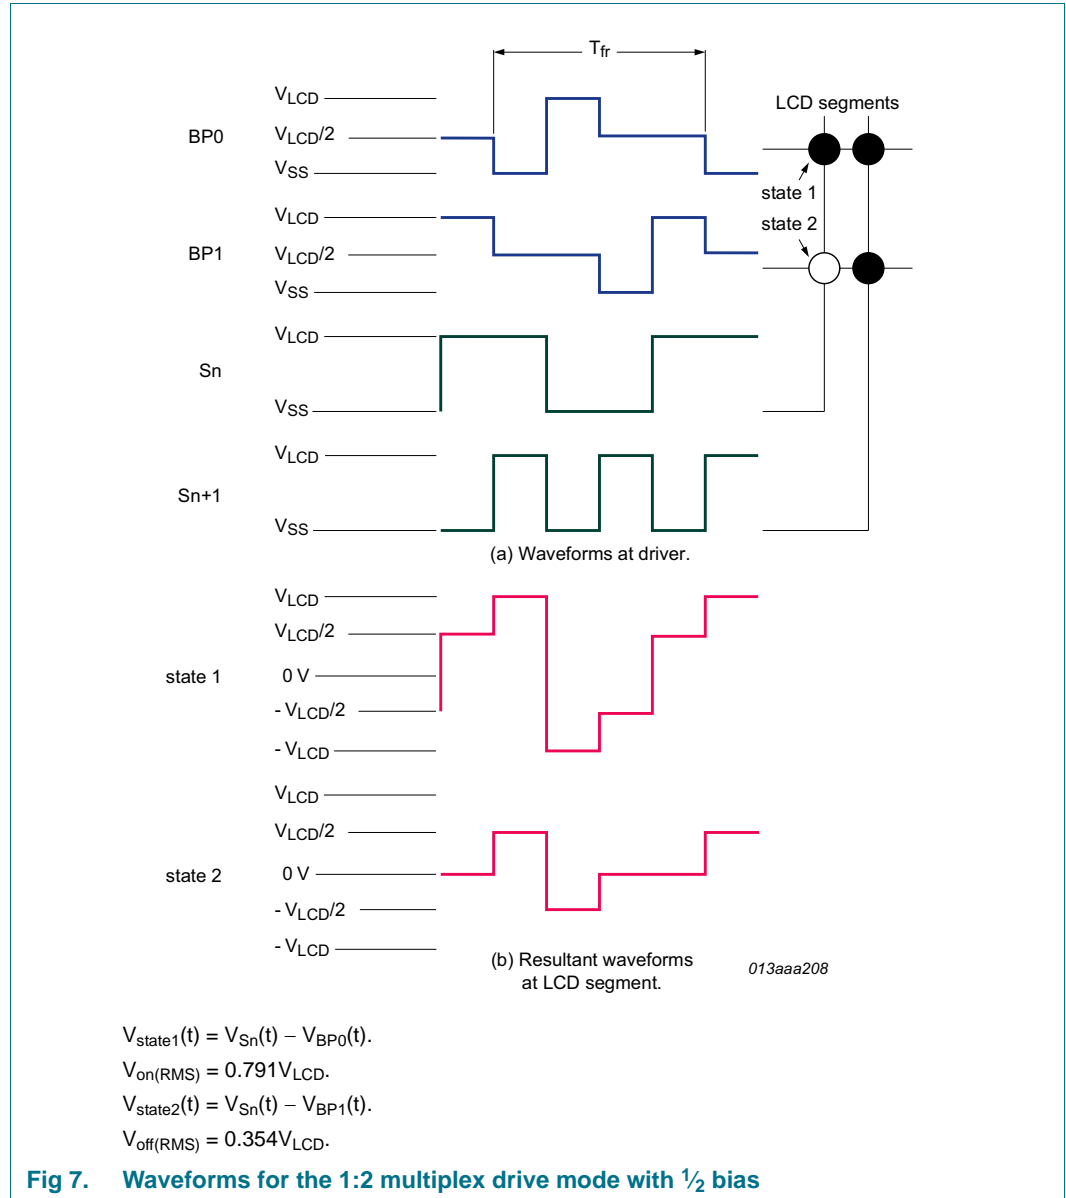 Tfr
VLCD
LCD segments
BP0
VLCD/2
VSS
state 1
VLCD
state 2
BP1
VLCD/2
VSS
VLCD
Sn
VSS
VLCD
Sn+1
VSS
(a) Waveforms at driver.
VLCD
VLCD/2
state 1
0 V
- VLCD/2
- VLCD
VLCD
VLCD/2
state 2
0 V
- VLCD/2
- VLCD
(b) Resultant waveforms
at LCD segment.
013aaa208
Vstate1(t) = VSn(t) − VBP0(t).
Von(RMS) = 0.791VLCD.
Vstate2(t) = VSn(t) − VBP1(t).
Voff(RMS) = 0.354VLCD.
Fig 7. Waveforms for the 1:2 multiplex drive mode with 1⁄2 bias